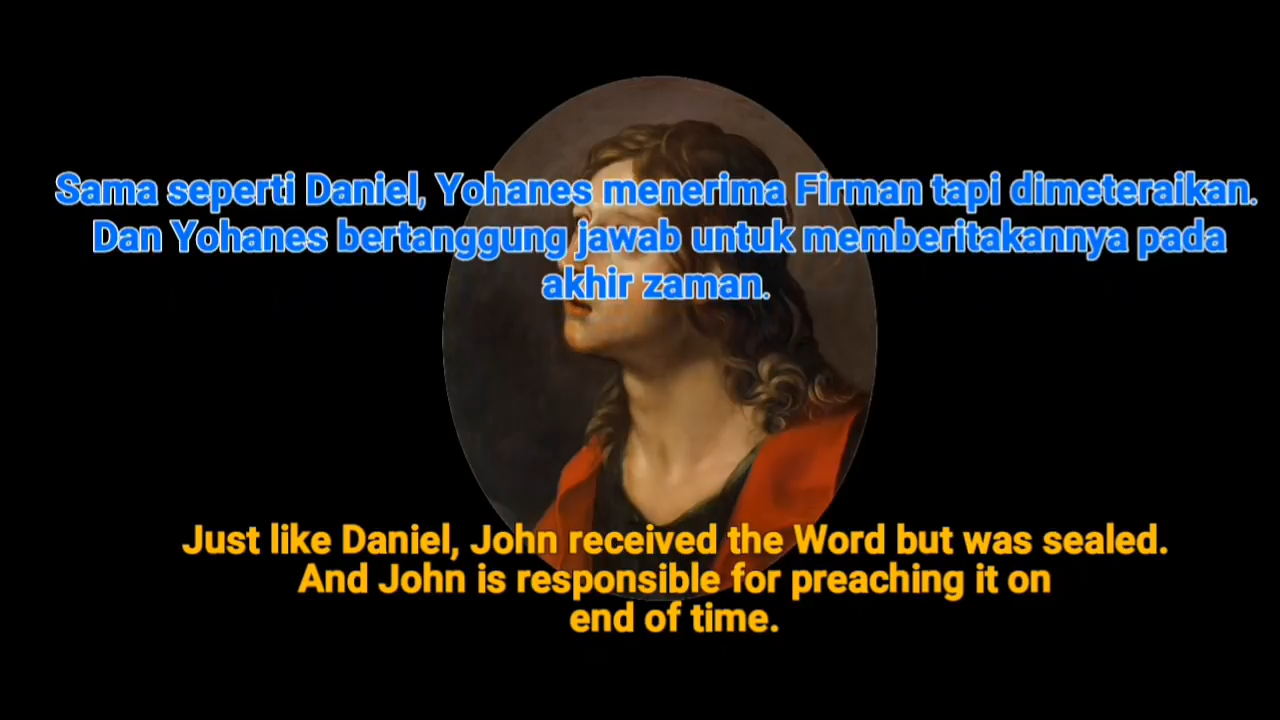 Sama seperti Daniel, Yohanes menerima Firman tapi dimeteraikan.
Dan Yohanes bertanggung jawab untuk memberitakannya pada
akhir zaman.
Just like Daniel, John received the Word but was sealed.
And John is responsible for preaching it on
end of time.